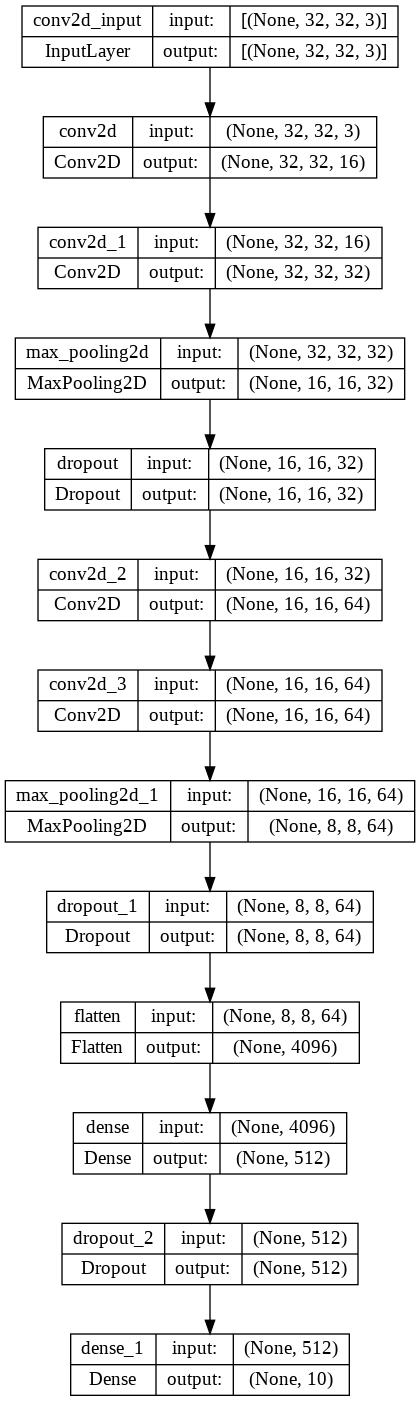 conv2d_input input: [(None, 32, 32, 3)]
InputLayer output: [(None, 32, 32, 3)]
conv2d input: (None, 32, 32, 3)
Conv2D output: (None, 32, 32, 16)
conv2d_1 input: (None, 32, 32, 16)
Conv2D output: (None, 32, 32, 32)
max_pooling2d input: (None, 32, 32, 32)
MaxPooling2D output: (None, 16, 16, 32)
dropout input: (None, 16, 16, 32)
Dropout output: (None, 16, 16, 32)
conv2d_2 input: (None, 16, 16, 32)
Conv2D output: (None, 16, 16, 64)
conv2d_3 input: (None, 16, 16, 64)
Conv2D output: (None, 16, 16, 64)
max_pooling2d_1 input: (None, 16, 16, 64)
MaxPooling2D output: (None, 8, 8, 64)
dropout_1 input: (None, 8, 8, 64)
Dropout output: (None, 8, 8, 64)
flatten input: (None, 8, 8, 64)
Flatten output: (None, 4096)
dense input: (None, 4096)
Dense output: (None, 512)
dropout_2 input: (None, 512)
Dropout output: (None, 512)
dense_1 input: (None, 512)
Dense output: (None, 10)